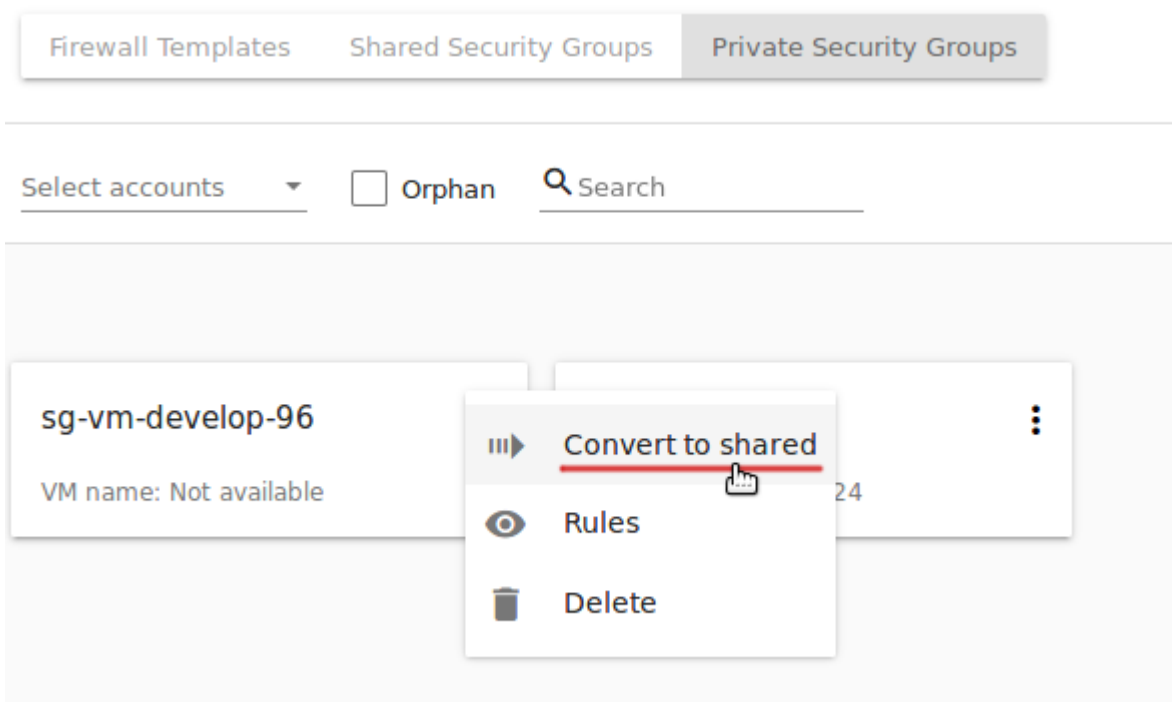 Firewall Templates Shared Security Groups Private Security Groups
Select accounts Orphan Search
sg-vm-develop-96
Convert to shared
VM name: Not available
24
Rules
Delete